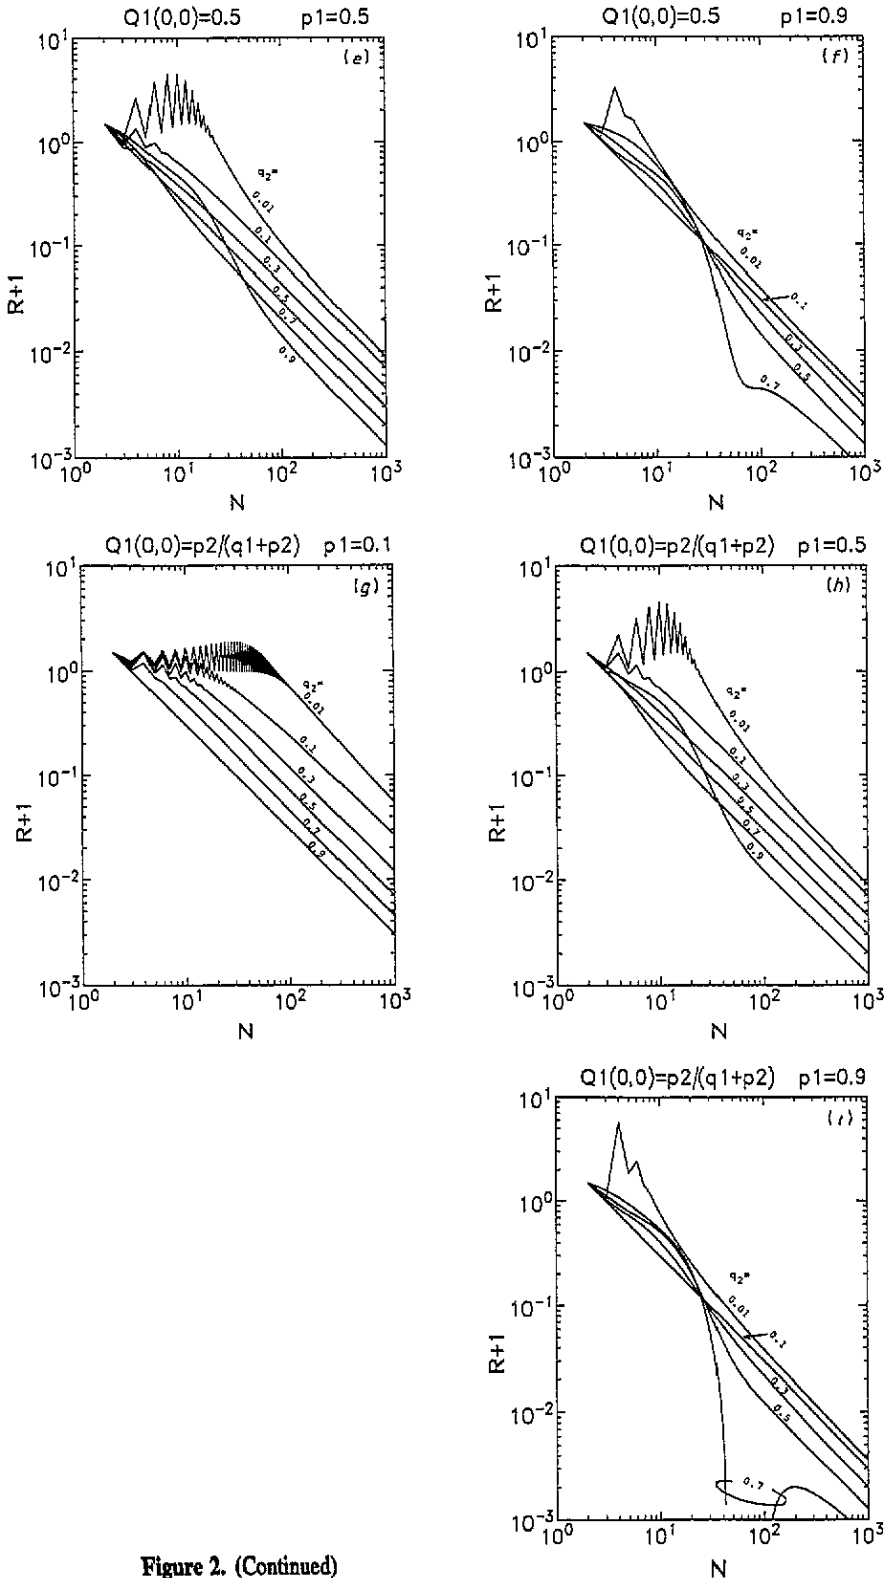 Q1(0,0)=0.5 p1=0.5
(e)
10^1
10^0
10^-1
10^-2
10^-3
R+1
q2=
0.01
0.1
0.3
0.5
0.7
0.9
10^0 10^1 10^2 10^3
N
Q1(0,0)=0.5 p1=0.9
(f)
10^1
10^0
10^-1
10^-2
10^-3
R+1
q2=
0.01
0.1
0.3
0.5
0.7
10^0 10^1 10^2 10^3
N
Q1(0,0)=p2/(q1+p2) p1=0.1
(g)
10^1
10^0
10^-1
10^-2
10^-3
R+1
q2=
0.01
0.1
0.3
0.5
0.7
0.9
10^0 10^1 10^2 10^3
N
Q1(0,0)=p2/(q1+p2) p1=0.5
(h)
10^1
10^0
10^-1
10^-2
10^-3
R+1
q2=
0.01
0.1
0.3
0.5
0.7
0.9
10^0 10^1 10^2 10^3
N
Q1(0,0)=p2/(q1+p2) p1=0.9
(i)
10^1
10^0
10^-1
10^-2
10^-3
R+1
q2=
0.01
0.1
0.3
0.5
0.7
10^0 10^1 10^2 10^3
N
Figure 2. (Continued)